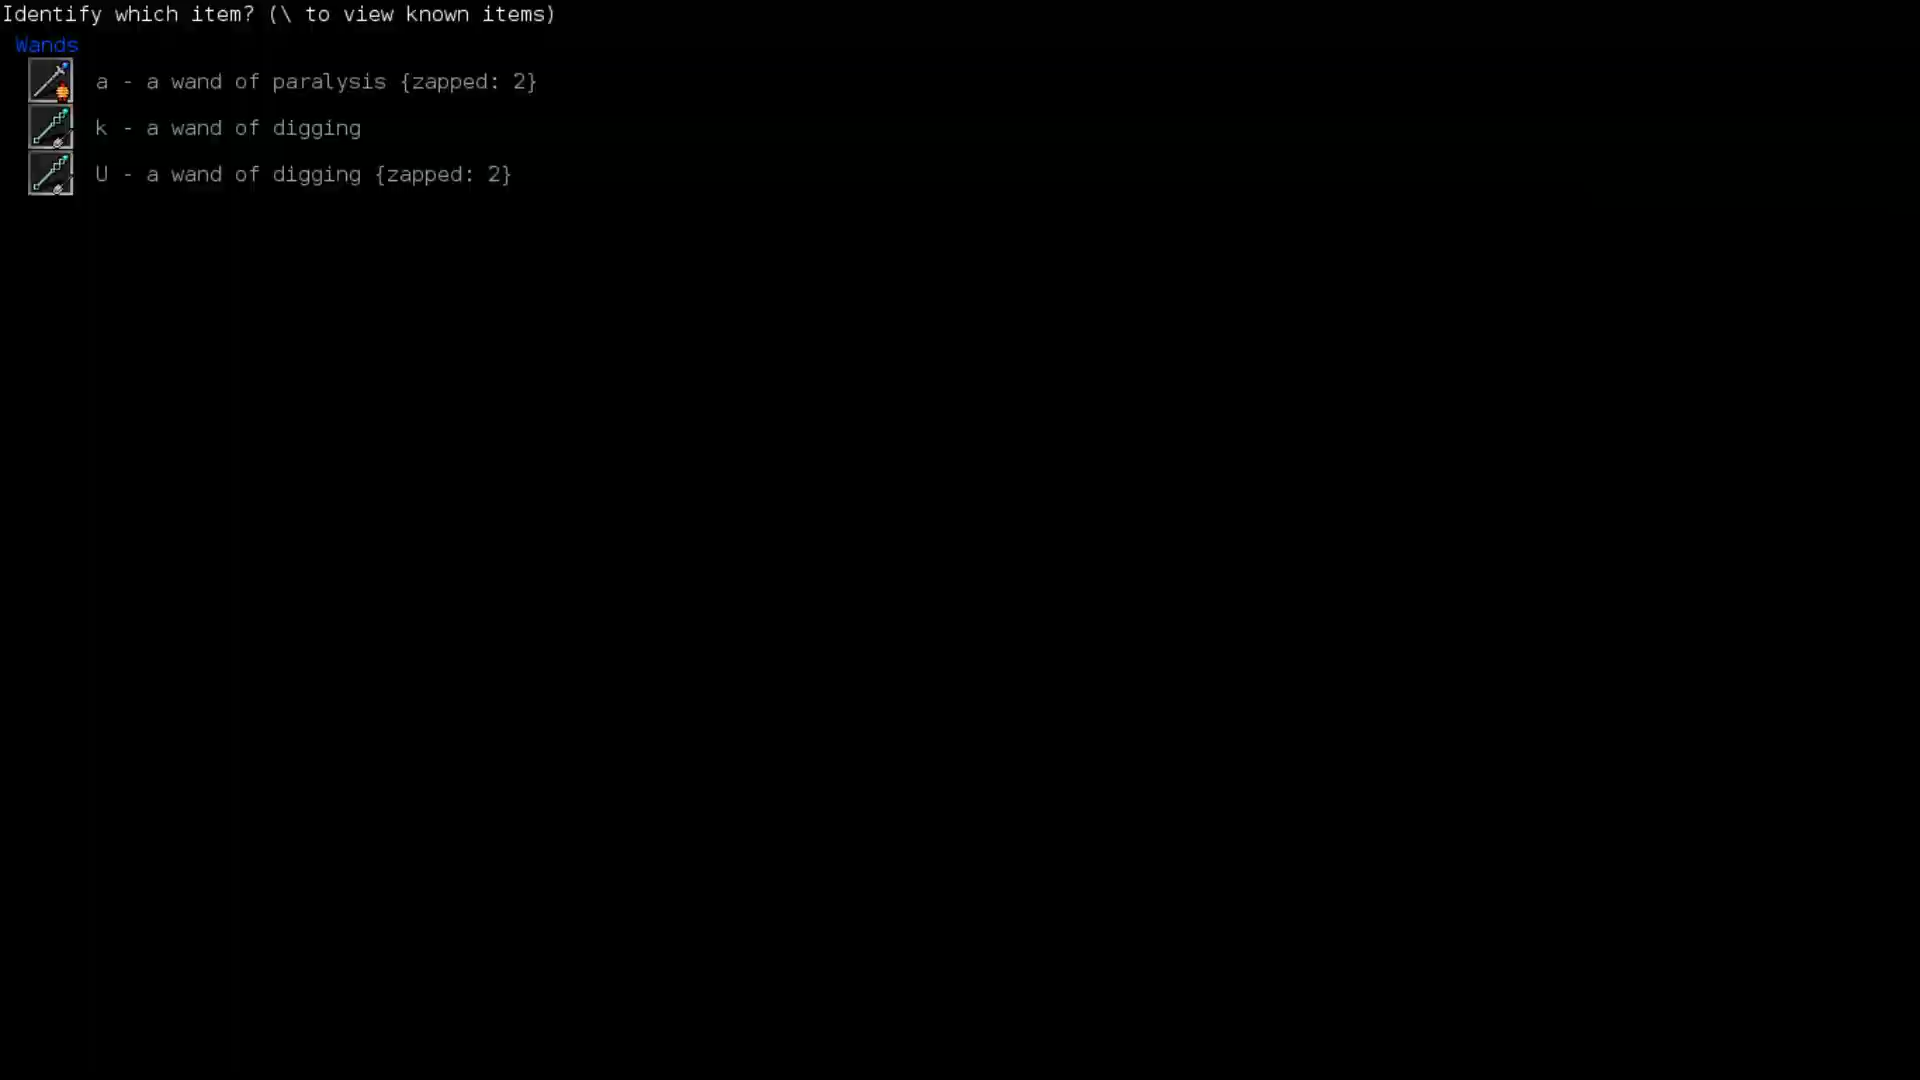 Identify which item? (\ to view known items)
Wands
a - a wand of paralysis {zapped: 2}
k - a wand of digging
U - a wand of digging {zapped: 2}